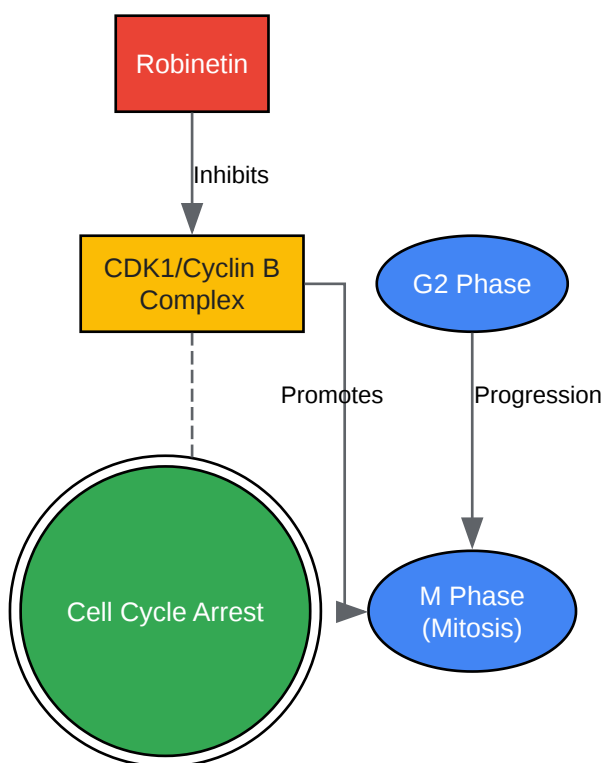 Robinetin
Inhibits
CDK1/Cyclin B
Complex
G2 Phase
Promotes
Progression
Cell Cycle Arrest
M Phase
(Mitosis)